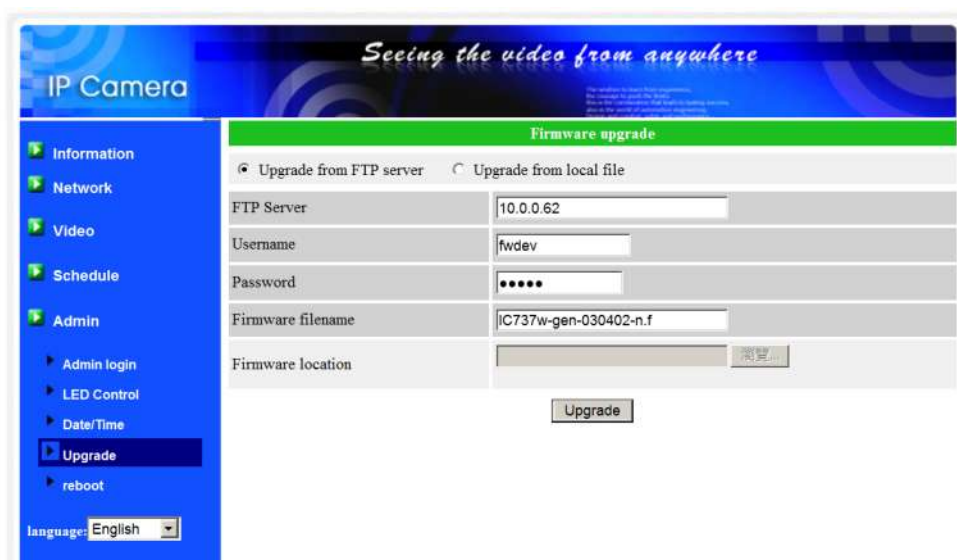 IP Camera
Seeing the video from anywhere
Information
Network
Video
Schedule
Admin
Admin login
LED Control
Date/Time
Upgrade
reboot
language: English
Firmware upgrade
Upgrade from FTP server Upgrade from local file
FTP Server 10.0.0.62
Username fwdev
Password •••••
Firmware filename IC737w-gen-030402-n.f
Firmware location 瀏覽...
Upgrade